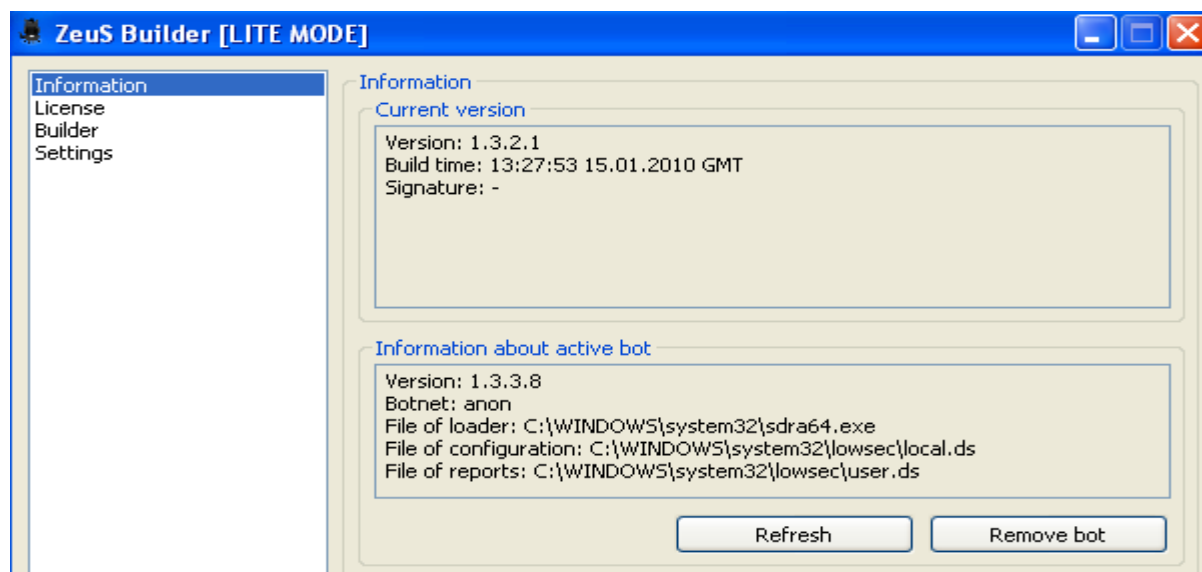 ZeuS Builder [LITE MODE]
Information
License
Builder
Settings
Information
Current version
Version: 1.3.2.1
Build time: 13:27:53 15.01.2010 GMT
Signature: -
Information about active bot
Version: 1.3.3.8
Botnet: anon
File of loader: C:\WINDOWS\system32\sdra64.exe
File of configuration: C:\WINDOWS\system32\lowsec\local.ds
File of reports: C:\WINDOWS\system32\lowsec\user.ds
Refresh
Remove bot